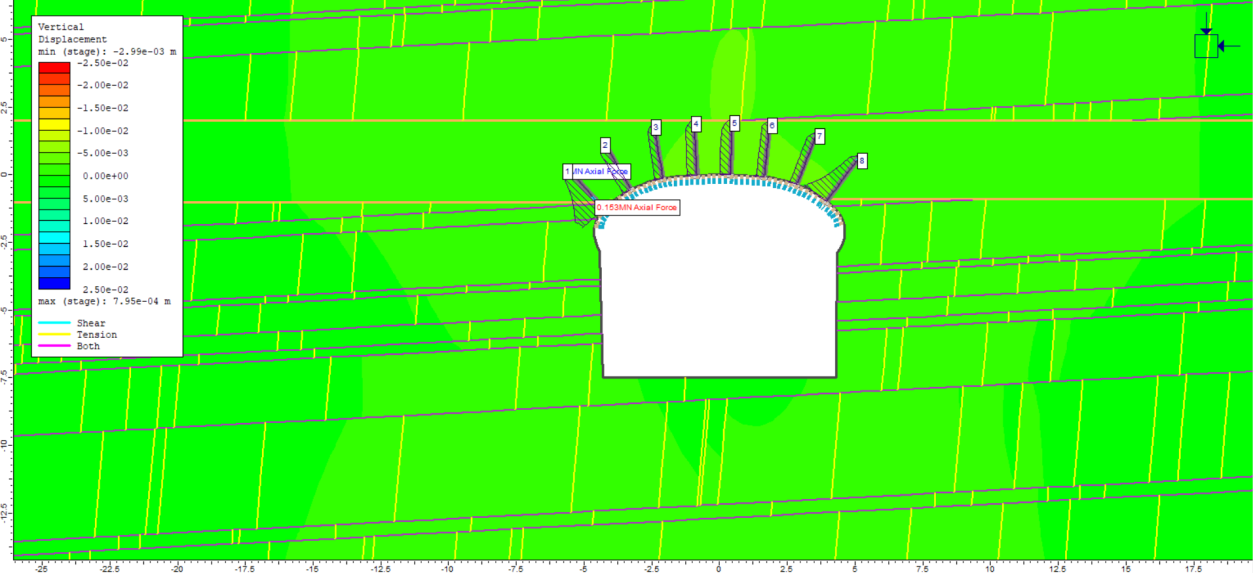 Vertical
Displacement
min (stage): -2.99e-03 m
-2.50e-02
-2.00e-02
-1.50e-02
-1.00e-02
-5.00e-03
0.00e+00
5.00e-03
1.00e-02
1.50e-02
2.00e-02
2.50e-02
max (stage): 7.95e-04 m
Shear
Tension
Both
1
MN Axial Force
2
3
4
5
6
7
8
0.153MN Axial Force
5
2.5
0
-2.5
-5
-7.5
-10
-12.5
-25
-22.5
-20
-17.5
-15
-12.5
-10
-7.5
-5
-2.5
0
2.5
5
7.5
10
12.5
15
17.5